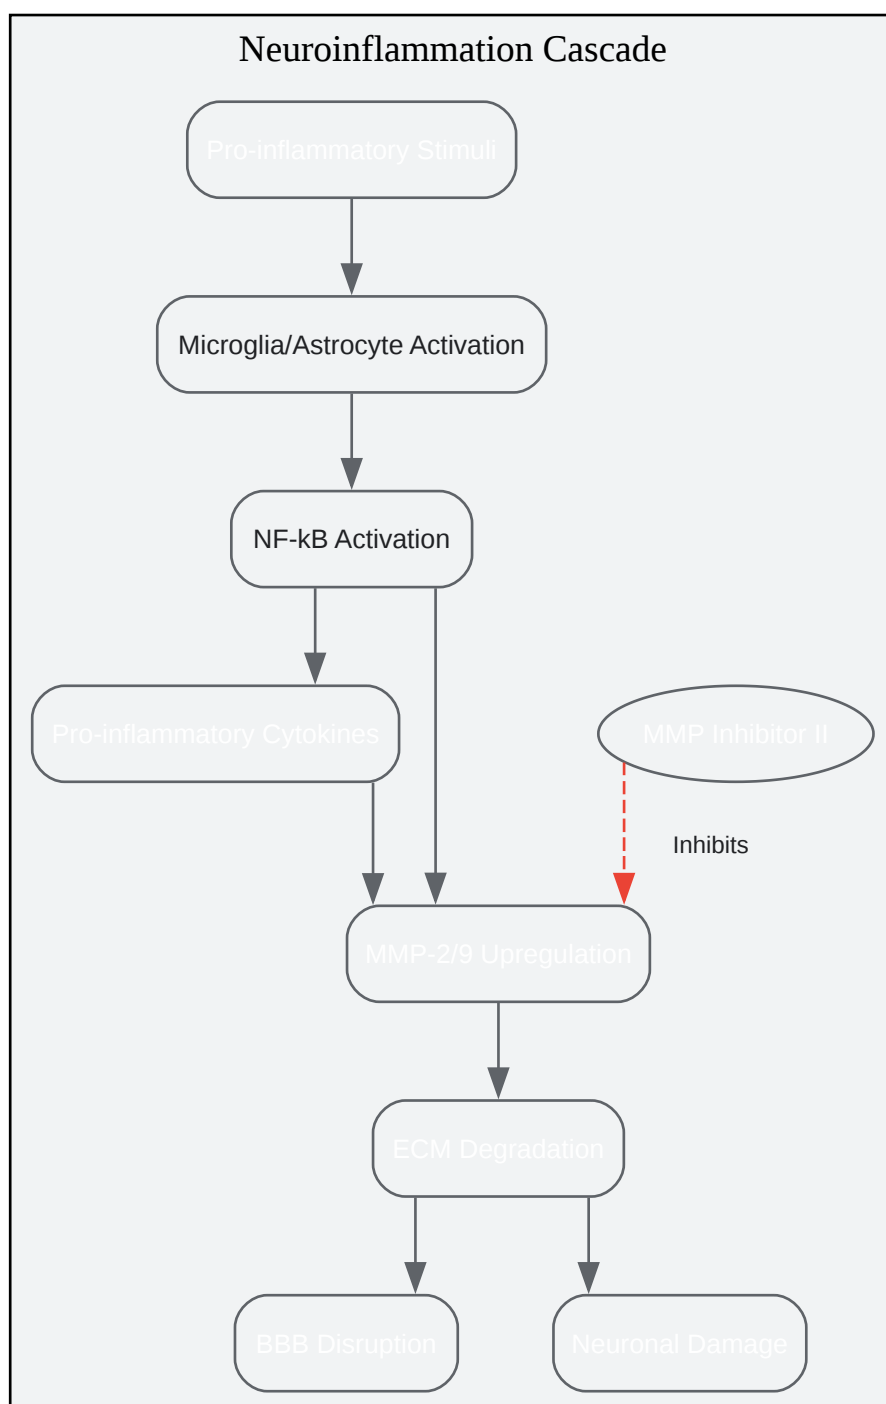 Neuroinflammation Cascade
Pro-inflammatory Stimuli
Microglia/Astrocyte Activation
NF-kB Activation
Pro-inflammatory Cytokines
MMP Inhibitor II
Inhibits
MMP-2/9 Upregulation
ECM Degradation
BBB Disruption
Neuronal Damage